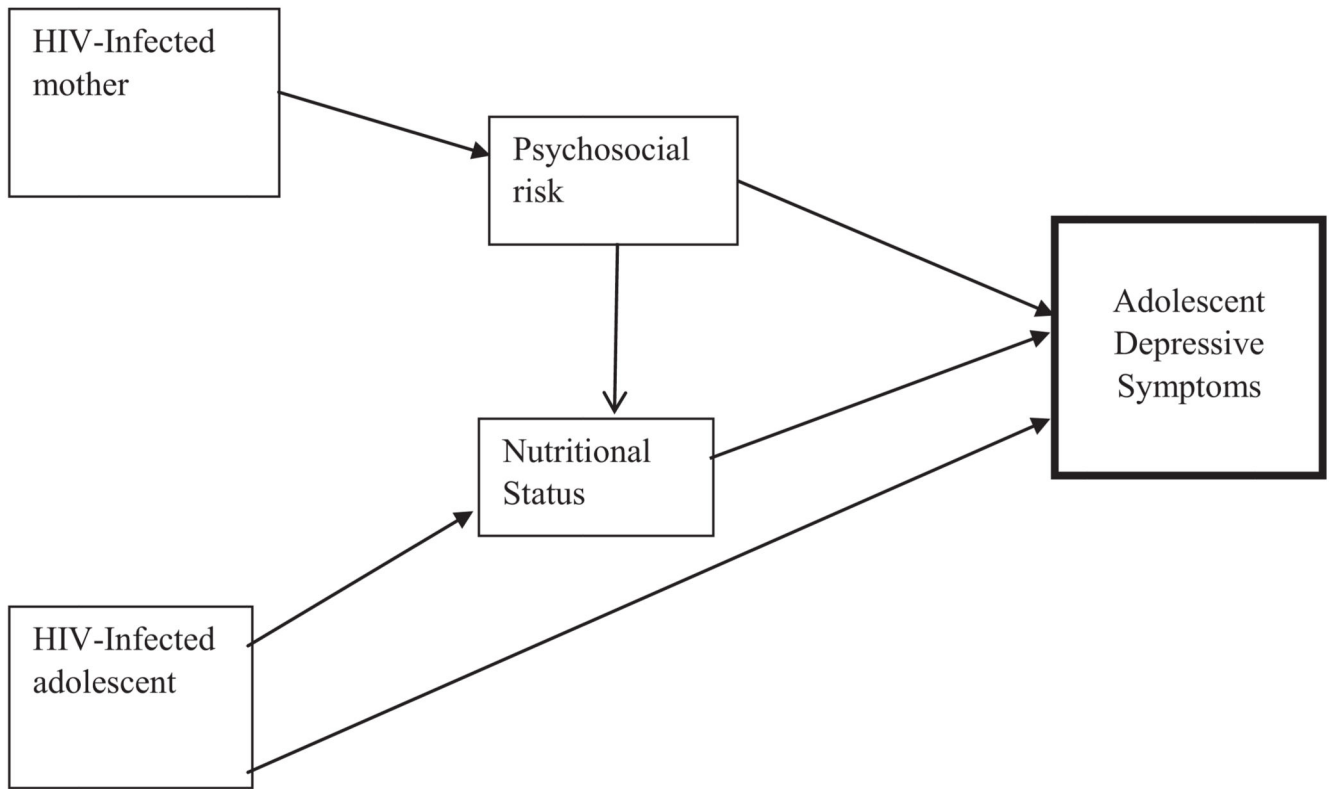 HIV-Infected
mother
Psychosocial
risk
Adolescent
Depressive
Symptoms
Nutritional
Status
HIV-Infected
adolescent